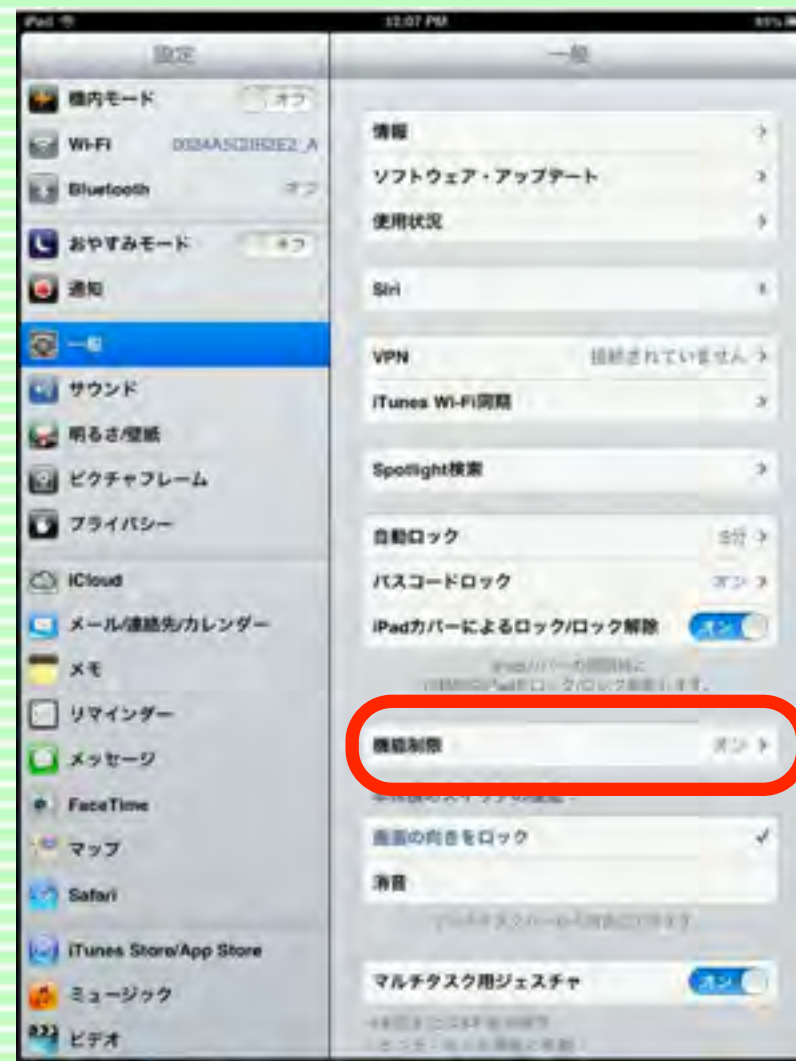 iPad
12:07 PM
設定
一般
機内モード オフ
Wi-Fi
Bluetooth オフ
おやすみモード オフ
通知
一般
サウンド
明るさ/壁紙
ピクチャフレーム
プライバシー
iCloud
メール/連絡先/カレンダー
メモ
リマインダー
メッセージ
FaceTime
マップ
Safari
iTunes Store/App Store
ミュージック
ビデオ
情報
ソフトウェア・アップデート
使用状況
Siri
VPN 接続されていません
iTunes Wi-Fi同期
Spotlight検索
自動ロック
パスコードロック オン
iPadカバーによるロック/ロック解除 オン
機能制限 オン
画面の向きをロック
消音
マルチタスク用ジェスチャ オン